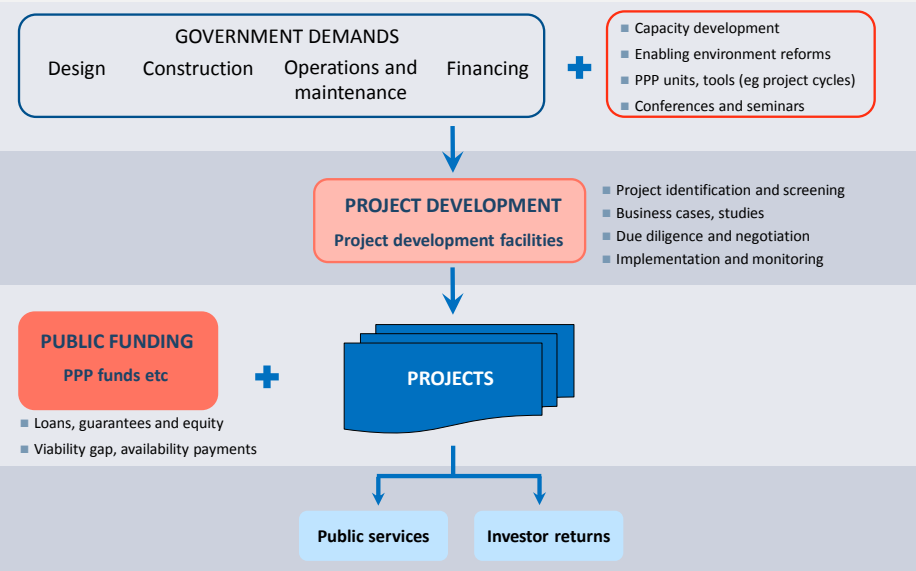 GOVERNMENT DEMANDS
Design
Construction
Operations and
maintenance
Financing
Capacity development
Enabling environment reforms
PPP units, tools (eg project cycles)
Conferences and seminars
PROJECT DEVELOPMENT
Project development facilities
Project identification and screening
Business cases, studies
Due diligence and negotiation
Implementation and monitoring
PUBLIC FUNDING
PPP funds etc
Loans, guarantees and equity
Viability gap, availability payments
PROJECTS
Public services
Investor returns